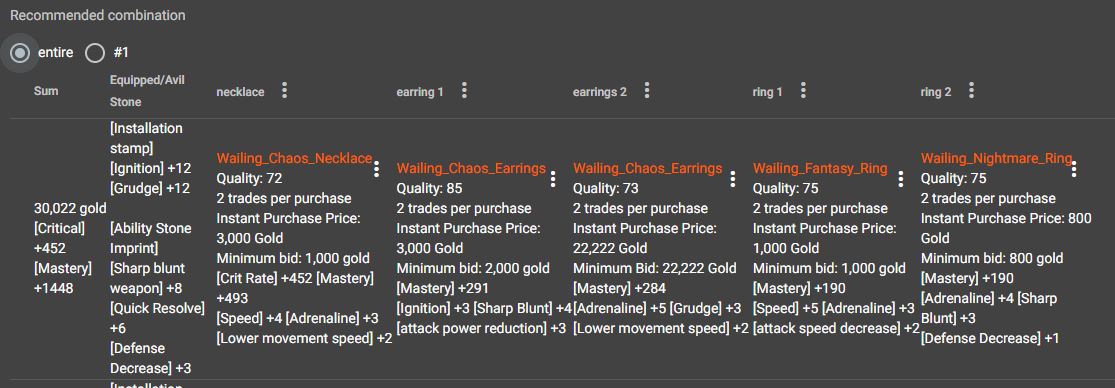 Recommended combination
entire #1
Sum
Equipped/Avil
Stone
necklace
earring 1
earrings 2
ring 1
ring 2
30,022 gold
[Critical]
+452
[Mastery]
+1448
[Installation
stamp]
[Ignition] +12
[Grudge] +12
[Ability Stone
Imprint]
[Sharp blunt
weapon] +8
[Quick Resolve]
+6
[Defense
Decrease] +3
[Installation
Wailing_Chaos_Necklace
Quality: 72
2 trades per purchase
Instant Purchase Price:
3,000 Gold
Minimum bid: 1,000 gold
[Crit Rate] +452 [Mastery]
+493
[Speed] +4 [Adrenaline] +3
[Lower movement speed] +2
Wailing_Chaos_Earrings
Quality: 85
2 trades per purchase
Instant Purchase Price:
3,000 Gold
Minimum bid: 2,000 gold
[Mastery] +291
[Ignition] +3 [Sharp Blunt] +4
[attack power reduction] +3
Wailing_Chaos_Earrings
Quality: 73
2 trades per purchase
Instant Purchase Price:
22,222 Gold
Minimum Bid: 22,222 Gold
[Mastery] +284
[Adrenaline] +5 [Grudge] +3
[Lower movement speed] +2
Wailing_Fantasy_Ring
Quality: 75
2 trades per purchase
Instant Purchase Price:
1,000 Gold
Minimum bid: 1,000 gold
[Mastery] +190
[Speed] +5 [Adrenaline] +3
[attack speed decrease] +2
Wailing_Nightmare_Ring
Quality: 75
2 trades per purchase
Instant Purchase Price: 800
Gold
Minimum bid: 800 gold
[Mastery] +190
[Adrenaline] +4 [Sharp
Blunt] +3
[Defense Decrease] +1